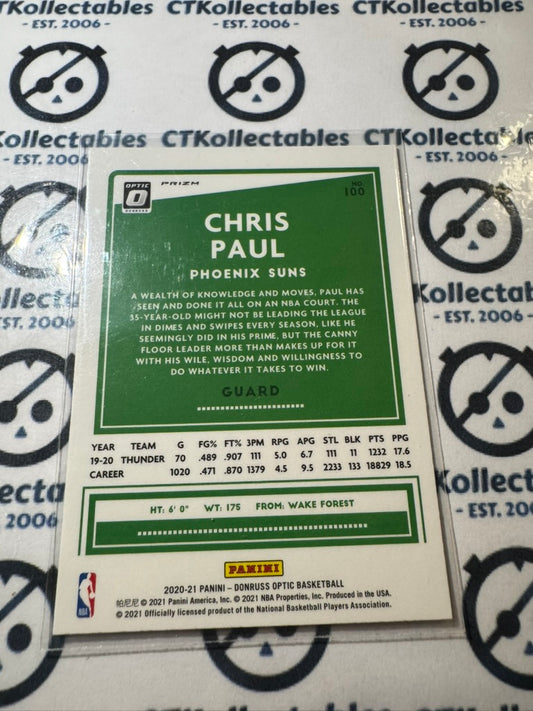 CTKollectables CTKollectables
- EST. 2006 - - EST. 2006 -
Kollectables CTKollectables CTKollectab
- EST. 2006 - EST. 2006 -
OPTIC
DONRUSS
PRIZM
NO.
100
CHRIS
PAUL
PHOENIX SUNS
A WEALTH OF KNOWLEDGE AND MOVES, PAUL HAS
SEEN AND DONE IT ALL ON AN NBA COURT. THE
35-YEAR-OLD MIGHT NOT BE LEADING THE LEAGUE
IN DIMES AND SWIPES EVERY SEASON, LIKE HE
SEEMINGLY DID IN HIS PRIME, BUT THE CANNY
FLOOR LEADER MORE THAN MAKES UP FOR IT
WITH HIS WILE, WISDOM AND WILLINGNESS TO
DO WHATEVER IT TAKES TO WIN.
GUARD
YEAR TEAM G FG% FT% 3PM RPG APG STL BLK PTS PPG
19-20 THUNDER 70 .489 .907 111 5.0 6.7 111 11 1232 17.6
CAREER 1020 .471 .870 1379 4.5 9.5 2233 133 18829 18.5
HT: 6' 0" WT: 175 FROM: WAKE FOREST
PANINI
NBA
2020-21 PANINI – DONRUSS OPTIC BASKETBALL
帕尼尼 © 2021 Panini America, Inc. © 2021 NBA Properties, Inc. Produced in the USA.
© 2021 Officially licensed product of the National Basketball Players Association.